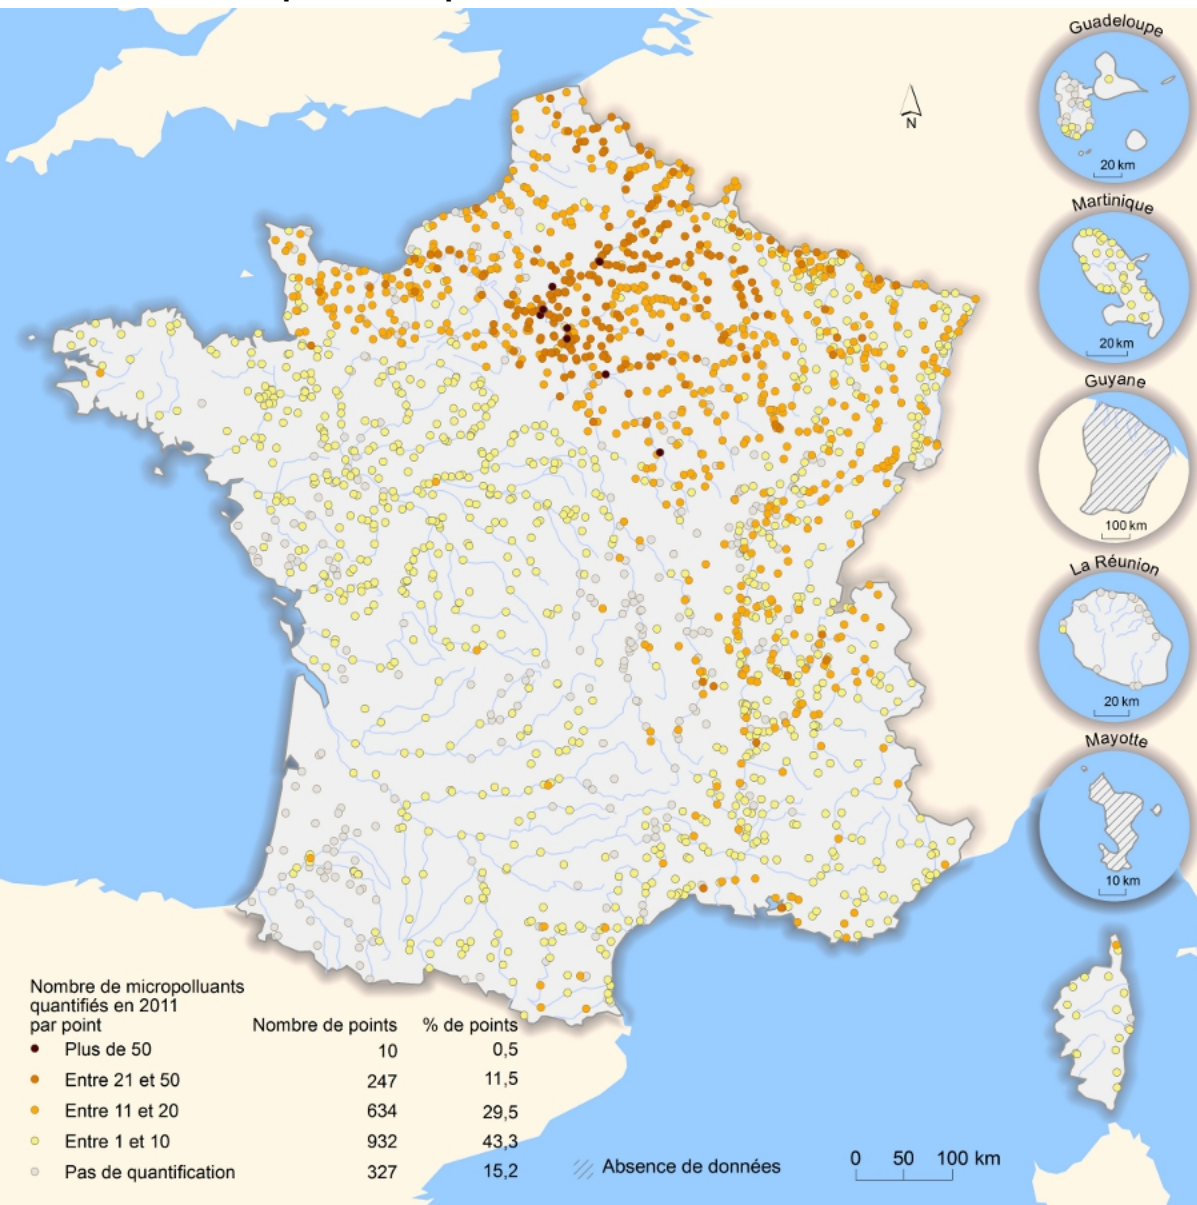 Guadeloupe
20 km
Martinique
20 km
Guyane
100 km
La Réunion
20 km
Mayotte
10 km
N
Nombre de micropolluants
quantifiés en 2011
par point
Nombre de points
% de points
Plus de 50 10 0,5
Entre 21 et 50 247 11,5
Entre 11 et 20 634 29,5
Entre 1 et 10 932 43,3
Pas de quantification 327 15,2
Absence de données
0 50 100 km